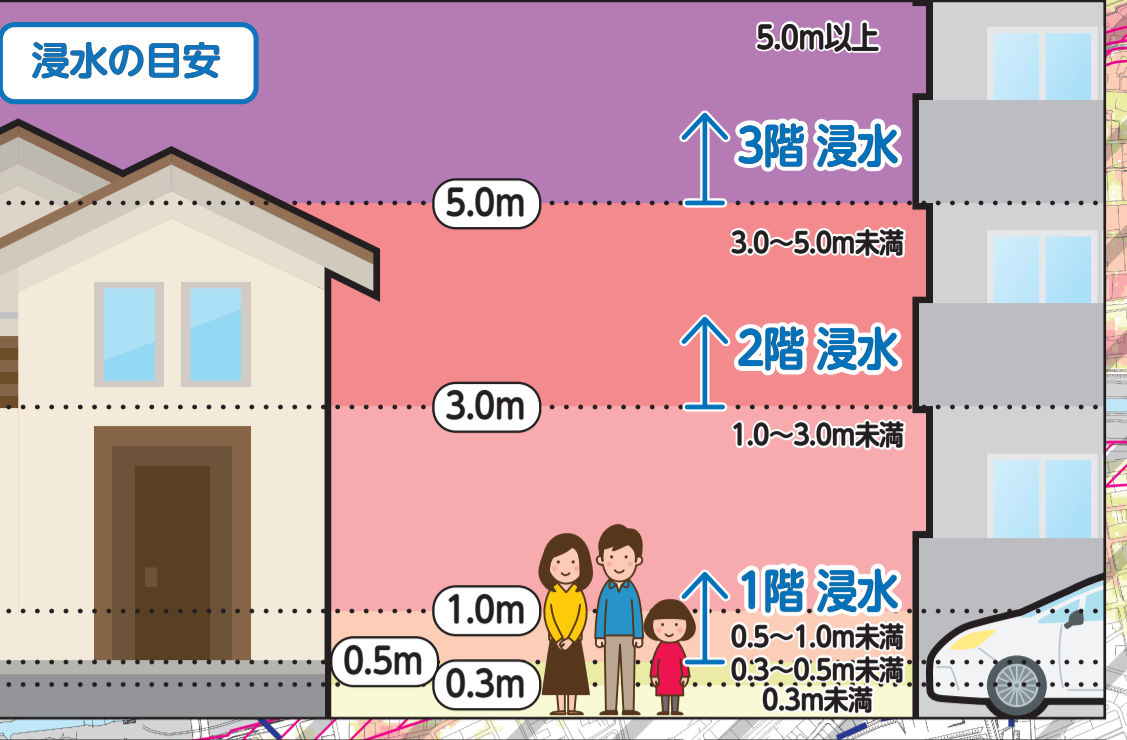 浸水の目安
5.0m以上
3階 浸水
5.0m
3.0〜5.0m未満
2階 浸水
3.0m
1.0〜3.0m未満
1階 浸水
1.0m
0.5〜1.0m未満
0.5m
0.3〜0.5m未満
0.3m
0.3m未満